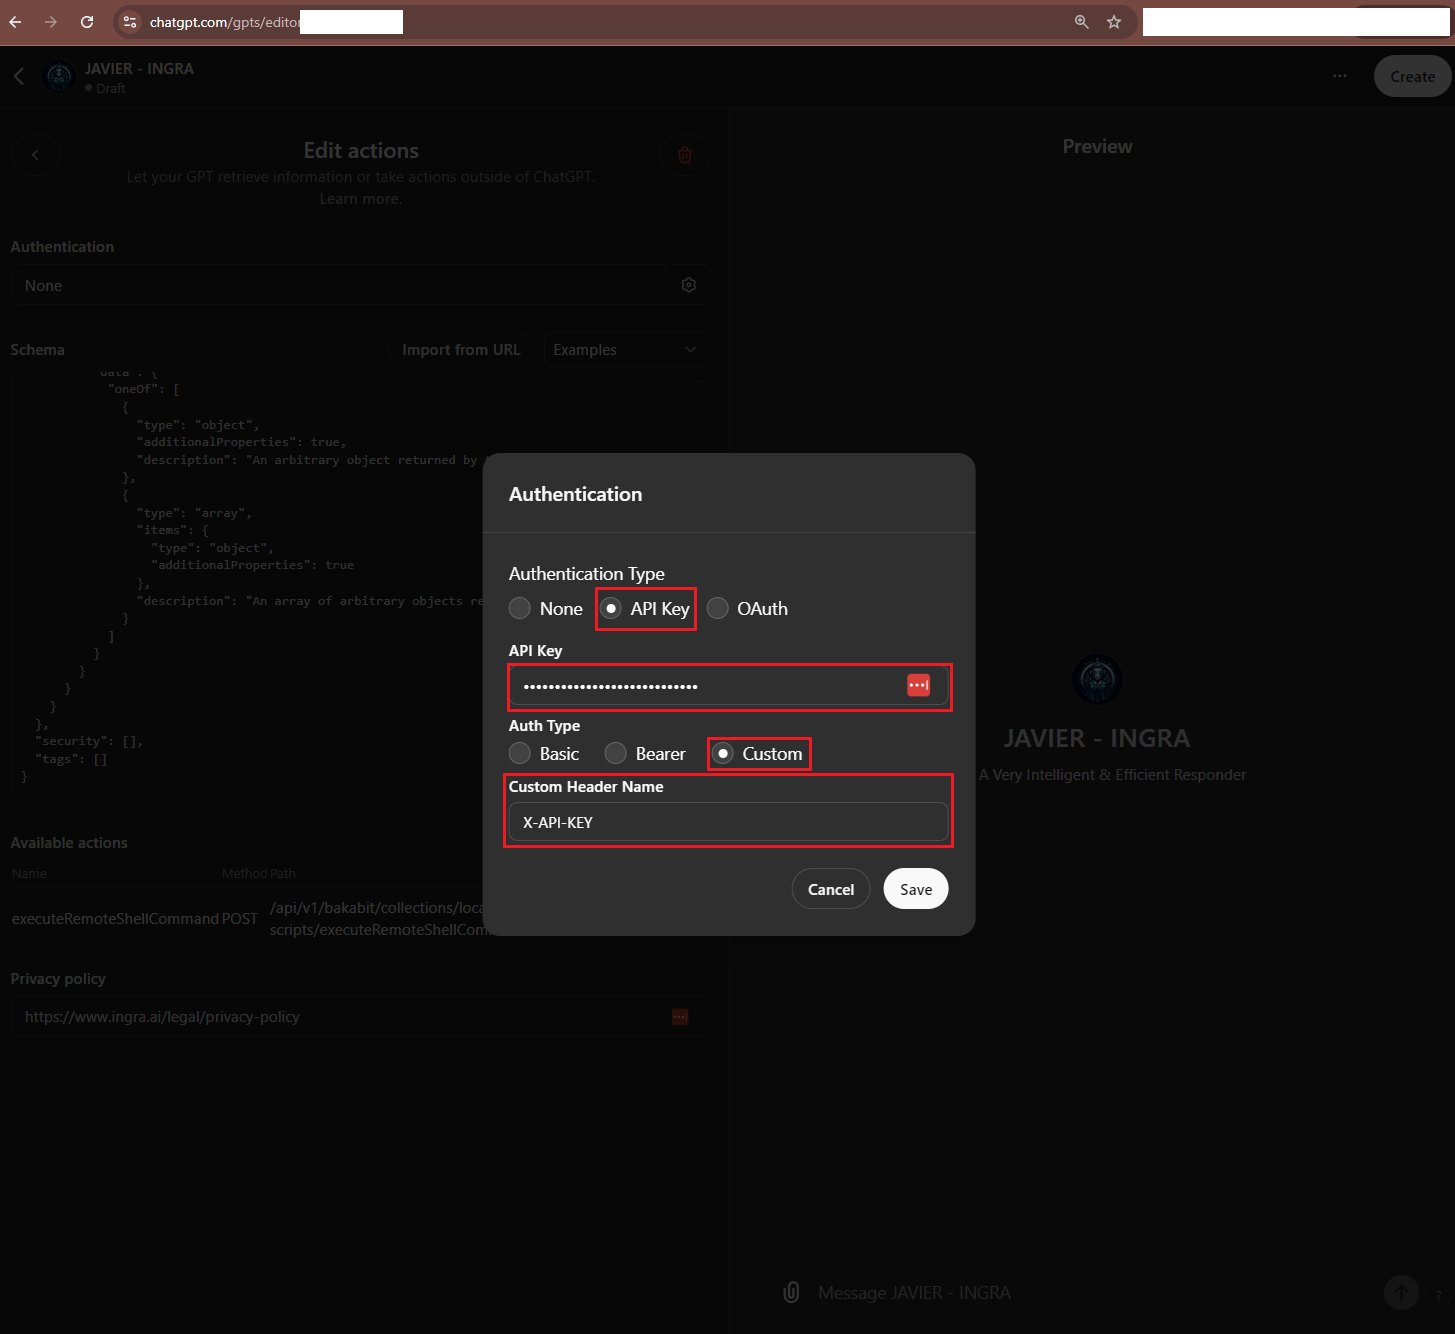 chatgpt.com/gpts/editor
JAVIER - INGRA
Draft
Create
Edit actions
Let your GPT retrieve information or take actions outside of ChatGPT.
Learn more.
Preview
Authentication
None
Schema
Import from URL
Examples
"data": {
"oneOf": [
{
"type": "object",
"additionalProperties": true,
"description": "An arbitrary object returned by
},
{
"type": "array",
"items": {
"type": "object",
"additionalProperties": true
},
"description": "An array of arbitrary objects re
}
]
}
}
}
}
},
"security": [],
"tags": []
}
Authentication
Authentication Type
None
API Key
OAuth
API Key
•••••••••••••••••••••••••••••
Auth Type
Basic
Bearer
Custom
Custom Header Name
X-API-KEY
Cancel
Save
Available actions
Name Method Path
executeRemoteShellCommand POST /api/v1/bakabit/collections/loca
scripts/executeRemoteShellCom
Privacy policy
https://www.ingra.ai/legal/privacy-policy
JAVIER - INGRA
A Very Intelligent & Efficient Responder
Message JAVIER - INGRA
?